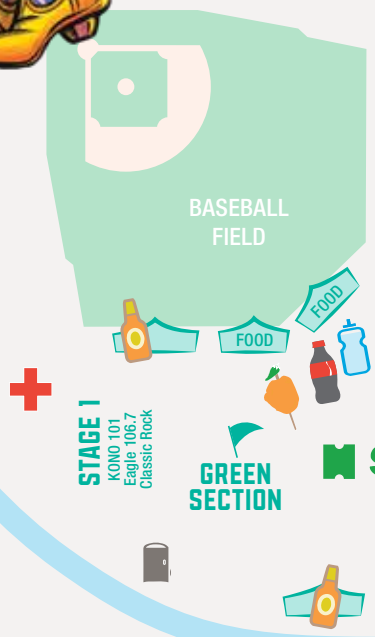 BASEBALL
FIELD
FOOD
FOOD
STAGE 1
KONO 101
Eagle 106.7
Classic Rock
GREEN
SECTION
S